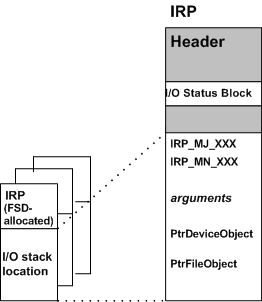 IRP
Header
I/O Status Block
IRP_MJ_XXX
IRP_MN_XXX
arguments
PtrDeviceObject
PtrFileObject
IRP
(FSD-
allocated)
I/O stack
location